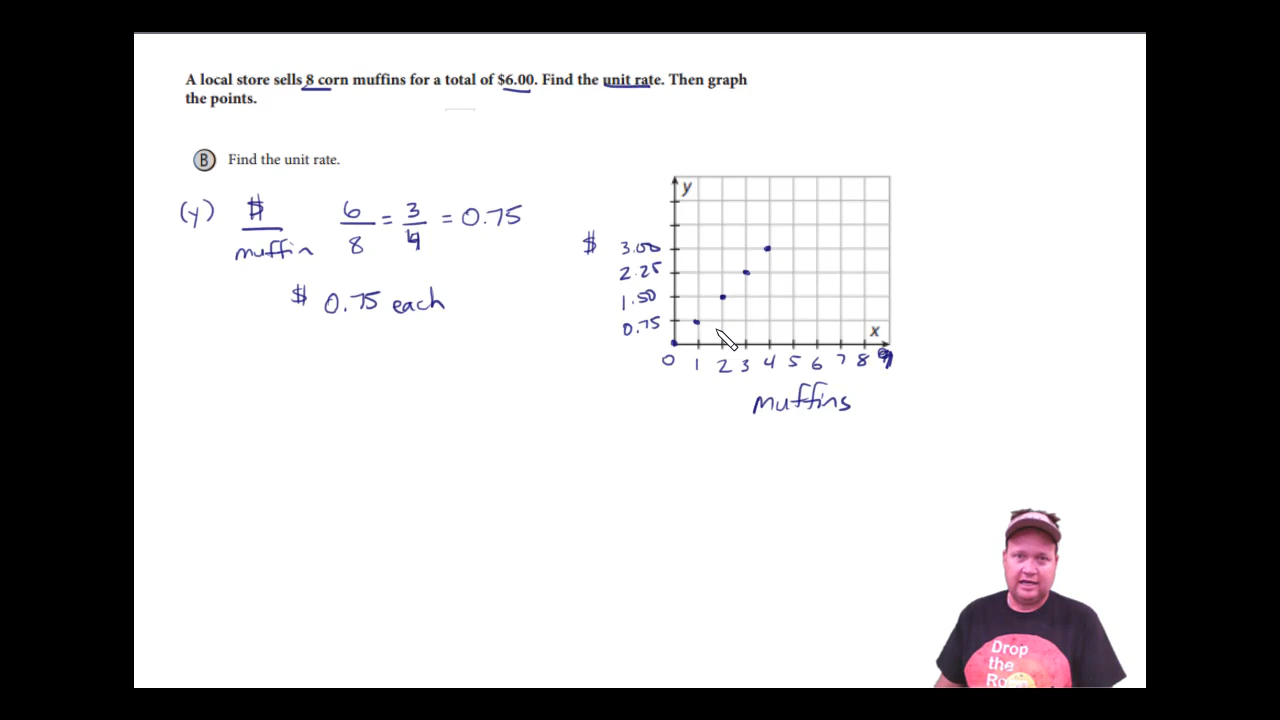 A local store sells 8 corn muffins for a total of $6.00. Find the unit rate. Then graph
the points.
B Find the unit rate.
(y) $ / muffin 6/8 = 3/4 = 0.75
$ 0.75 each
y
$ 3.00
2.25
1.50
0.75
x
0 1 2 3 4 5 6 7 8 9
Muffins
Drop
the